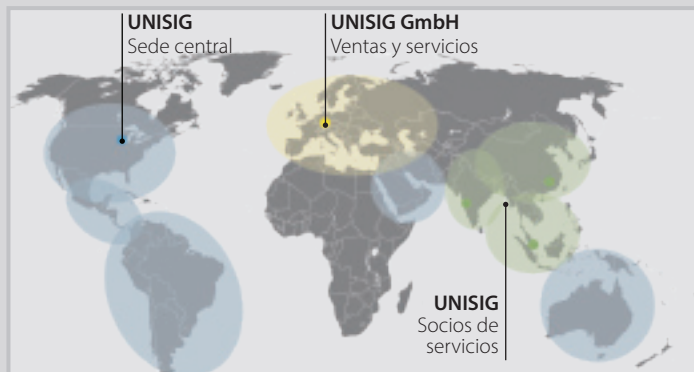 UNISIG
Sede central
UNISIG GmbH
Ventas y servicios
UNISIG
Socios de
servicios